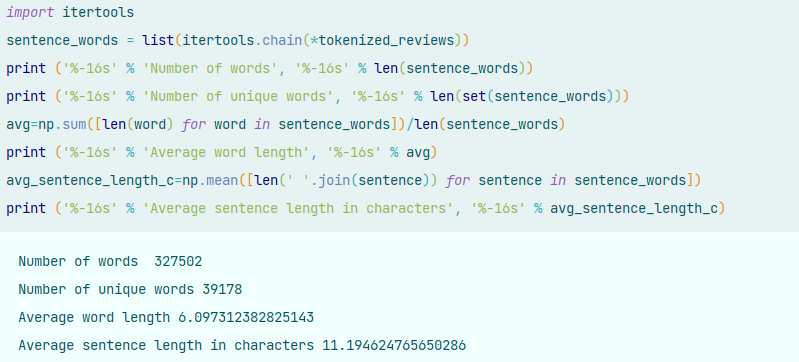 import itertools
sentence_words = list(itertools.chain(*tokenized_reviews))
print ('%-16s' % 'Number of words', '%-16s' % len(sentence_words))
print ('%-16s' % 'Number of unique words', '%-16s' % len(set(sentence_words)))
avg=np.sum([len(word) for word in sentence_words])/len(sentence_words)
print ('%-16s' % 'Average word length', '%-16s' % avg)
avg_sentence_length_c=np.mean([len(' '.join(sentence)) for sentence in sentence_words])
print ('%-16s' % 'Average sentence length in characters', '%-16s' % avg_sentence_length_c)
Number of words  327502
Number of unique words 39178
Average word length 6.097312382825143
Average sentence length in characters 11.194624765650286